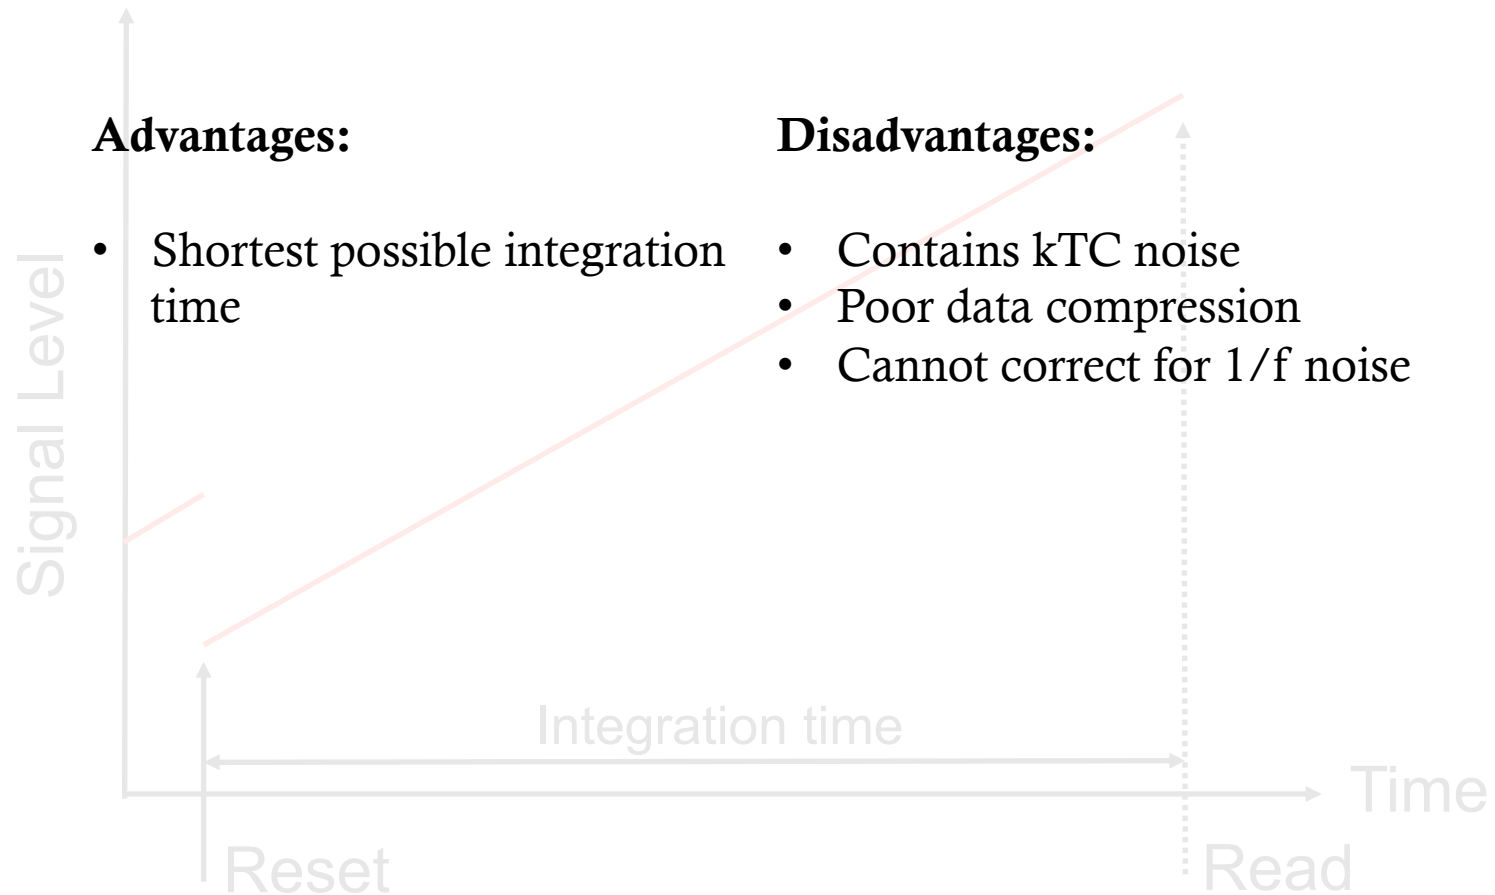 Advantages:
• Shortest possible integration
time
Disadvantages:
• Contains kTC noise
• Poor data compression
• Cannot correct for 1/f noise
Signal Level
Integration time
Time
Reset
Read